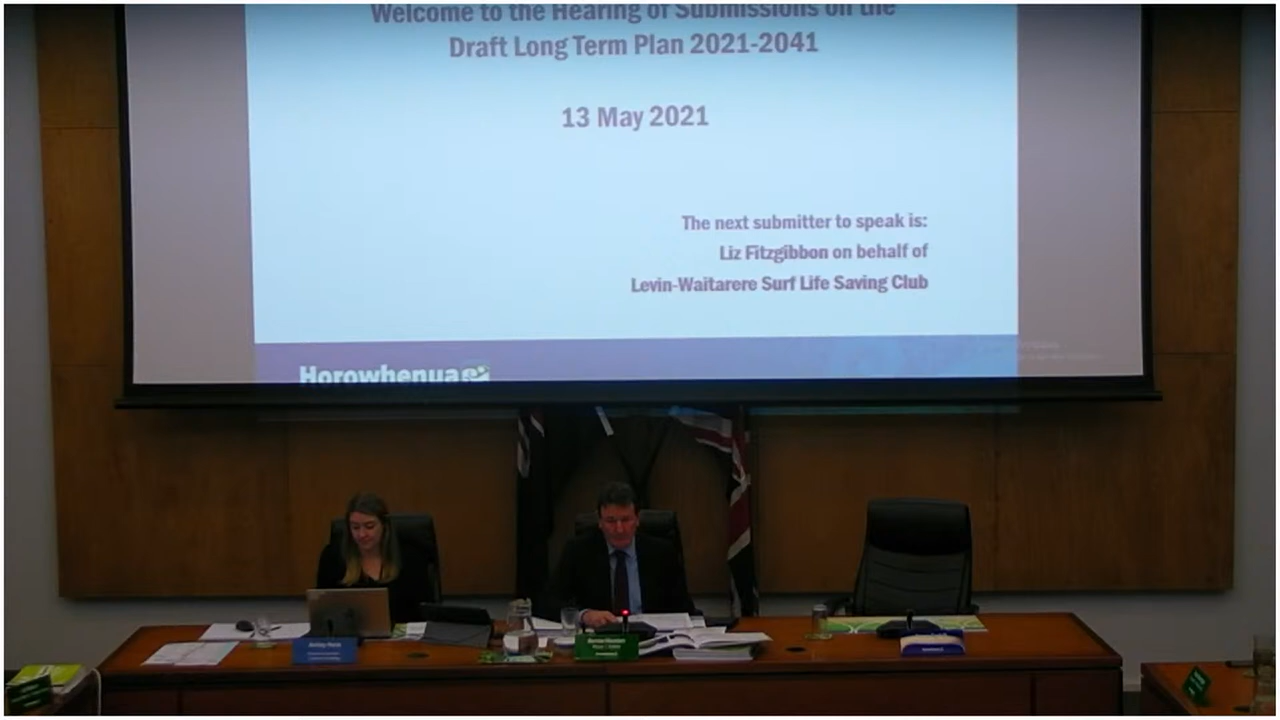 Welcome to the Hearing of Submissions on the
Draft Long Term Plan 2021-2041
13 May 2021
The next submitter to speak is:
Liz Fitzgibbon on behalf of
Levin-Waitarere Surf Life Saving Club
Horowhenua